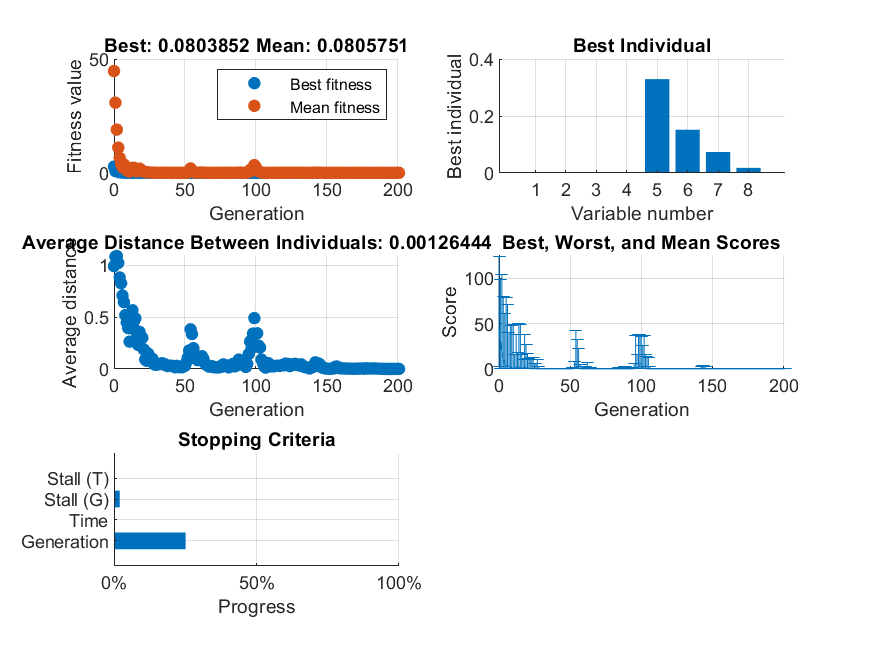 Best: 0.0803852 Mean: 0.0805751
Fitness value
50
0
Best fitness
Mean fitness
0 50 100 150 200
Generation
Best Individual
Best individual
0.4
0.2
0
1 2 3 4 5 6 7 8
Variable number
Average Distance Between Individuals: 0.00126444
Average distance
1
0.5
0
0 50 100 150 200
Generation
Best, Worst, and Mean Scores
Score
100
50
0
0 50 100 150 200
Generation
Stopping Criteria
Stall (T)
Stall (G)
Time
Generation
0% 50% 100%
Progress